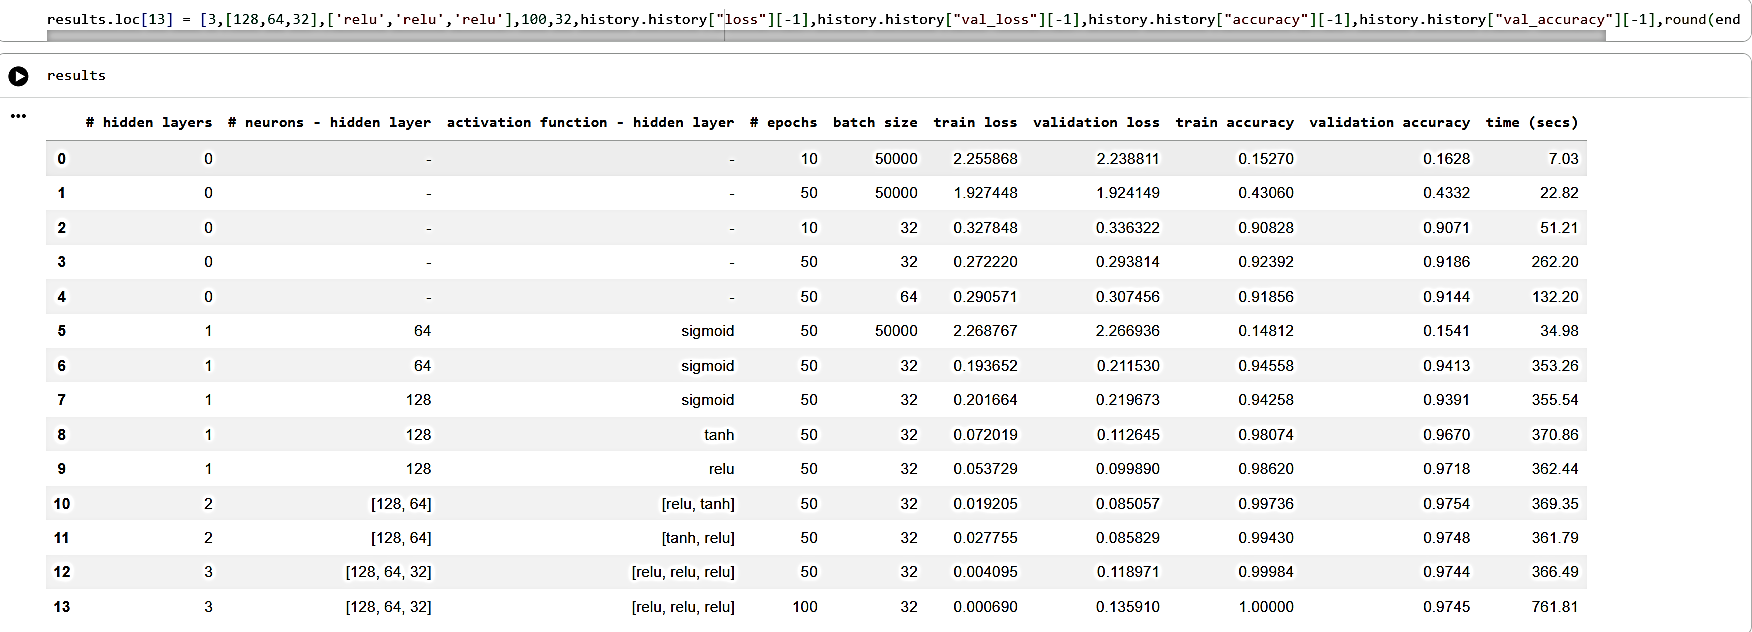 results.loc[13] = [3,[128,64,32],['relu','relu','relu'],100,32,history.history["loss"][-1],history.history["val_loss"][-1],history.history["accuracy"][-1],history.history["val_accuracy"][-1],round(end
results
# hidden layers # neurons - hidden layer activation function - hidden layer # epochs batch size train loss validation loss train accuracy validation accuracy time (secs)
0 0 - - 10 50000 2.255868 2.238811 0.15270 0.1628 7.03
1 0 - - 50 50000 1.927448 1.924149 0.43060 0.4332 22.82
2 0 - - 10 32 0.327848 0.336322 0.90828 0.9071 51.21
3 0 - - 50 32 0.272220 0.293814 0.92392 0.9186 262.20
4 0 - - 50 64 0.290571 0.307456 0.91856 0.9144 132.20
5 1 64 sigmoid 50 50000 2.268767 2.266936 0.14812 0.1541 34.98
6 1 64 sigmoid 50 32 0.193652 0.211530 0.94558 0.9413 353.26
7 1 128 sigmoid 50 32 0.201664 0.219673 0.94258 0.9391 355.54
8 1 128 tanh 50 32 0.072019 0.112645 0.98074 0.9670 370.86
9 1 128 relu 50 32 0.053729 0.099890 0.98620 0.9718 362.44
10 2 [128, 64] [relu, tanh] 50 32 0.019205 0.085057 0.99736 0.9754 369.35
11 2 [128, 64] [tanh, relu] 50 32 0.027755 0.085829 0.99430 0.9748 361.79
12 3 [128, 64, 32] [relu, relu, relu] 50 32 0.004095 0.118971 0.99984 0.9744 366.49
13 3 [128, 64, 32] [relu, relu, relu] 100 32 0.000690 0.135910 1.00000 0.9745 761.81